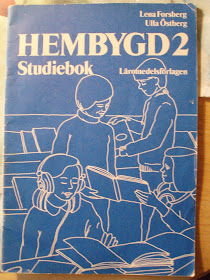 Lena Forsberg
Ulla Östberg
HEMBYGD 2
Studiebok
Läromedelsförlagen